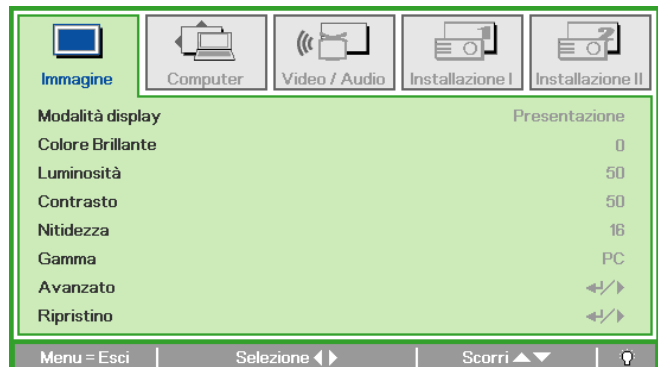 Immagine Computer Video / Audio Installazione I Installazione II
Modalità display Presentazione
Colore Brillante 0
Luminosità 50
Contrasto 50
Nitidezza 16
Gamma PC
Avanzato
Ripristino
Menu = Esci Selezione Scorri